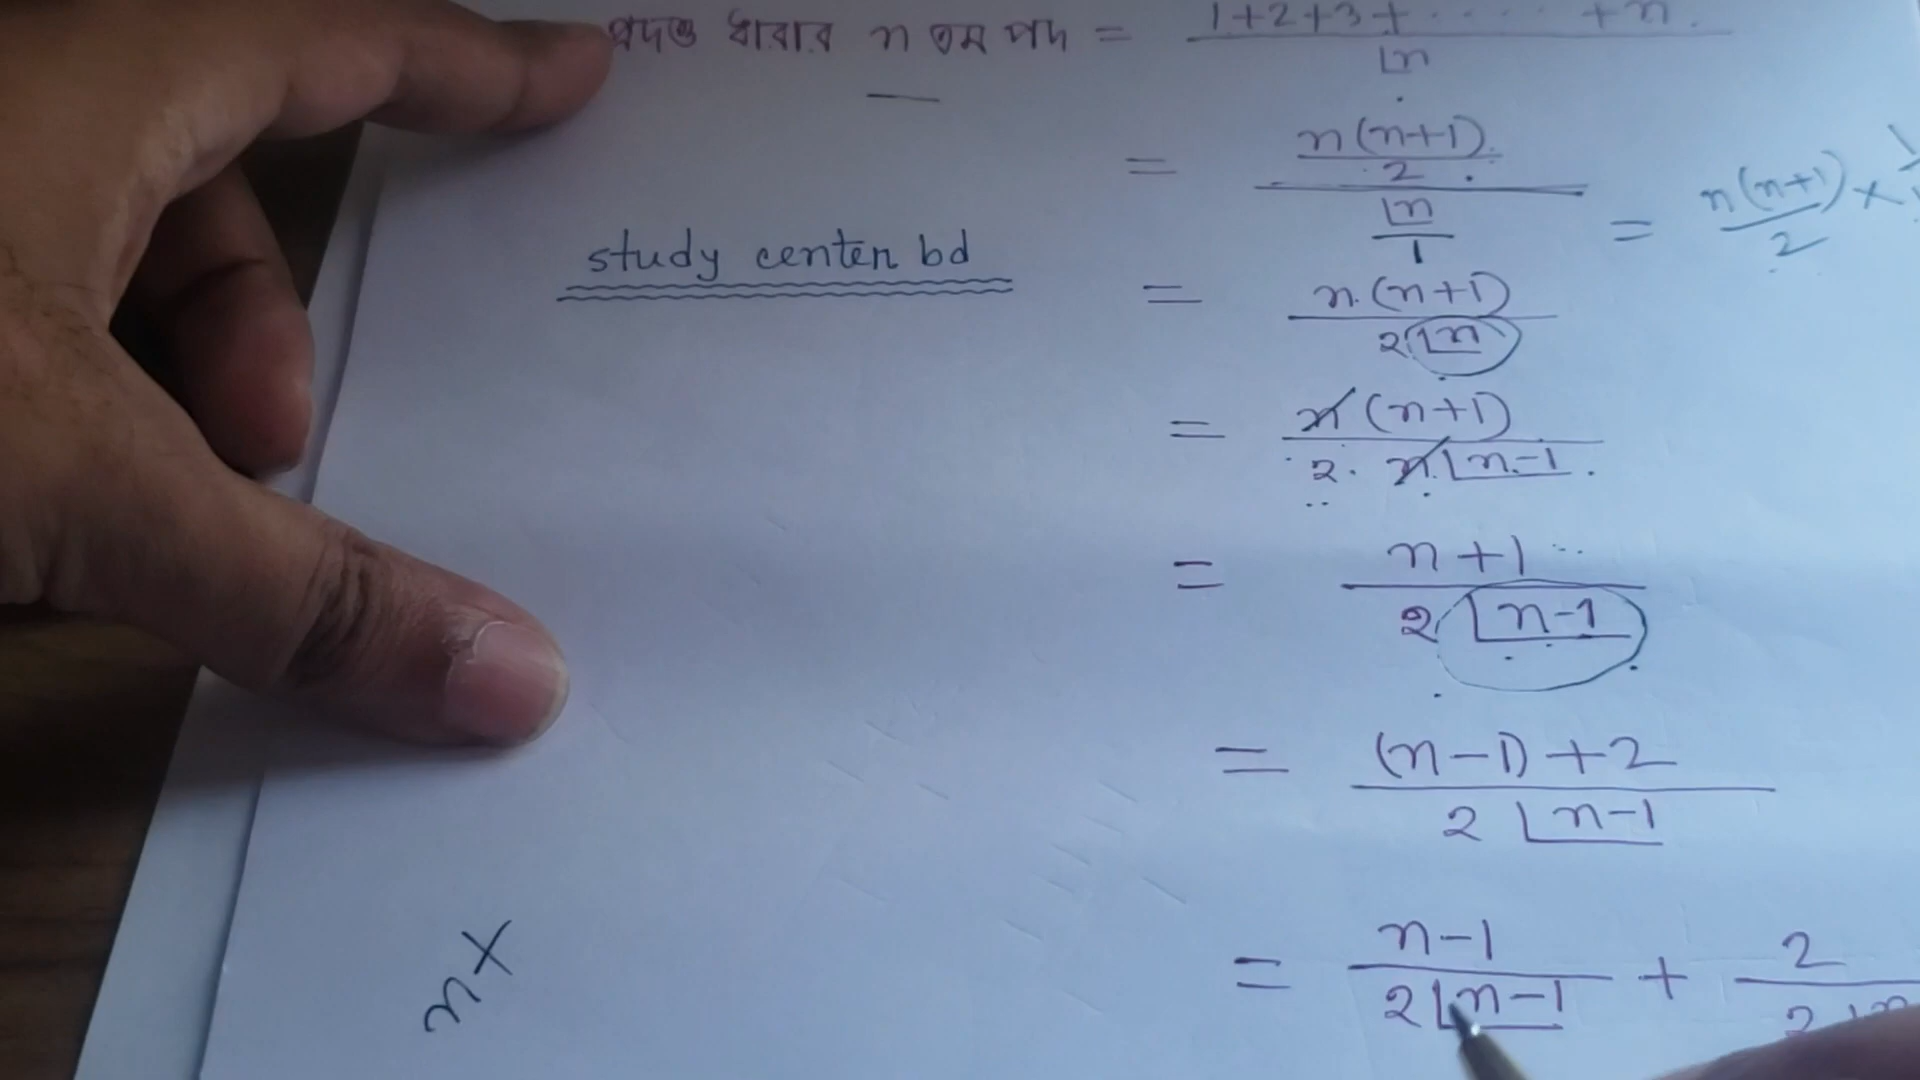 প্রদত্ত ধারার n তম পদ = 1+2+3+ · · · · +n / ⌊n
= n(n+1)/2 / ⌊n/1 = n(n+1)/2 ×
study center bd
= n.(n+1) / 2⌊n
= n(n+1) / 2. n.⌊n-1
= n+1 / 2⌊n-1
= (n-1)+2 / 2⌊n-1
= n-1 / 2⌊n-1 + 2 / 2⌊n
n+